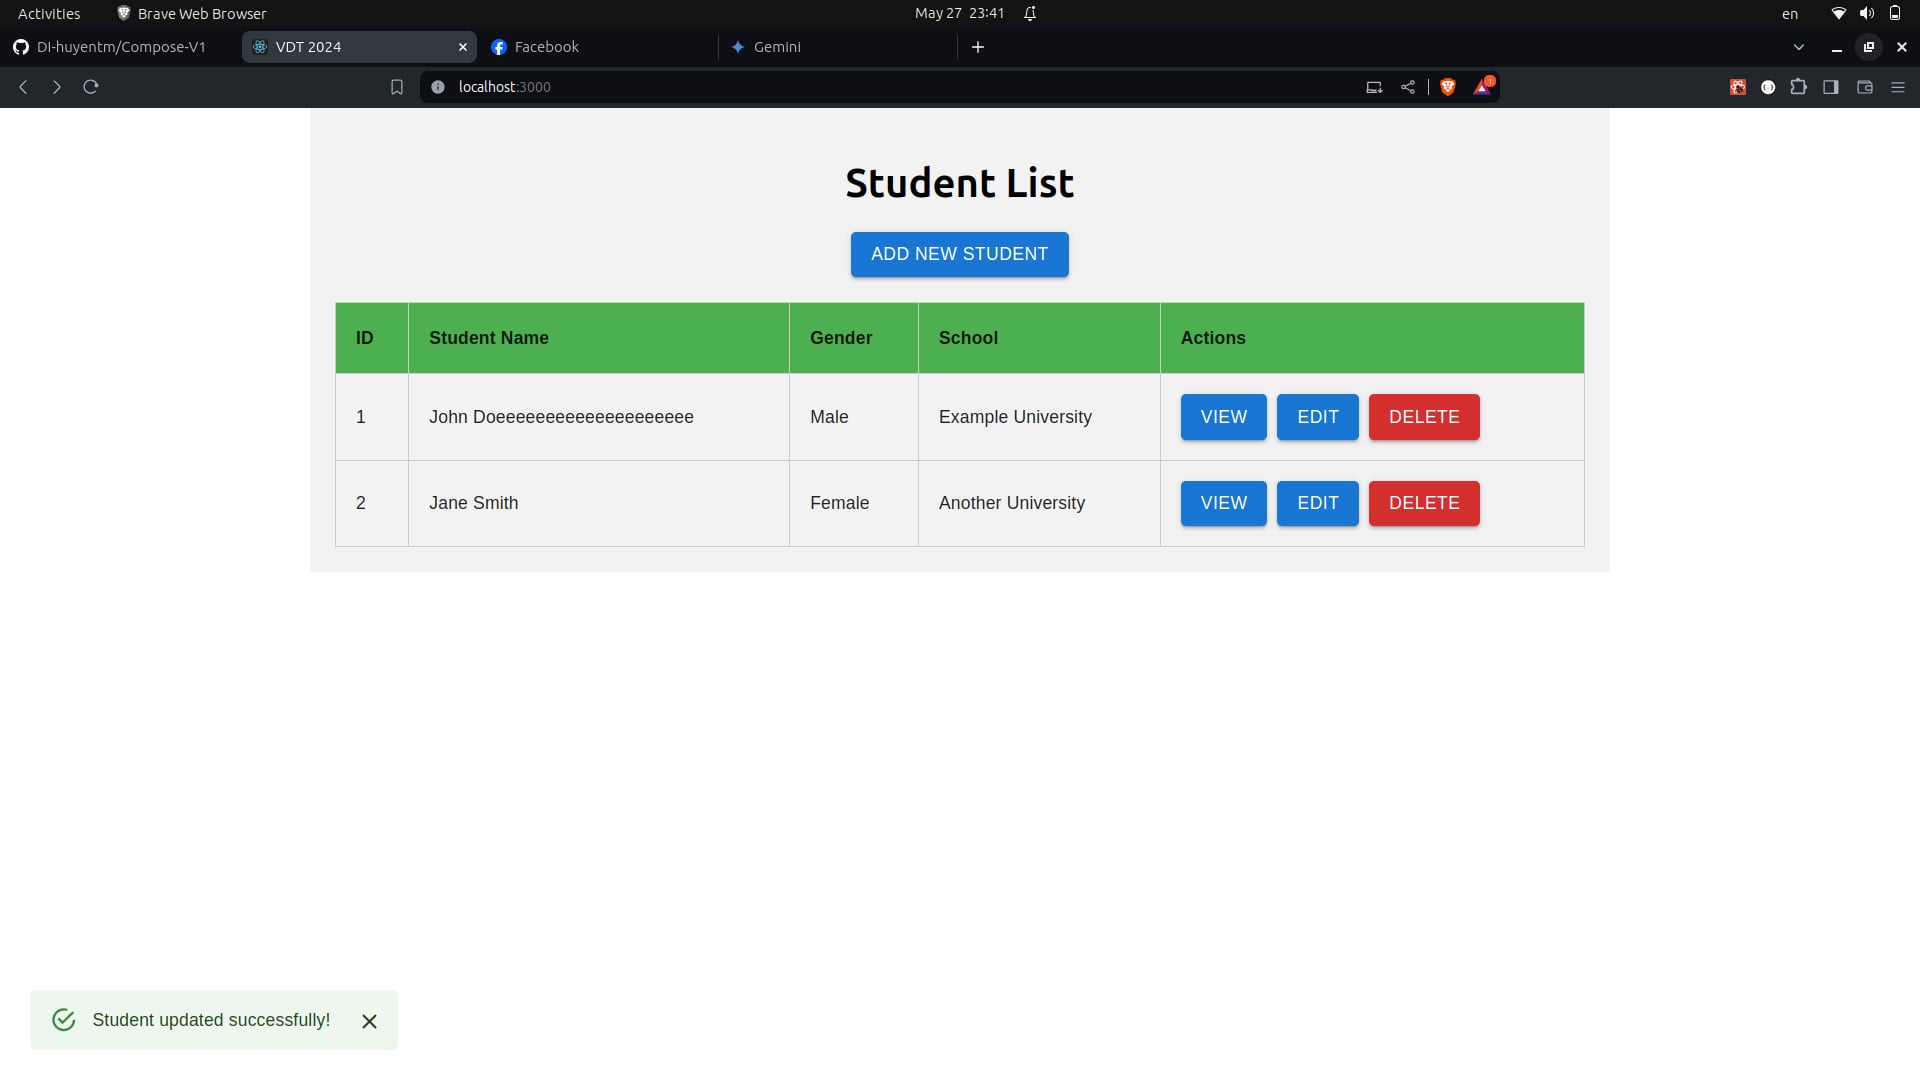 Activities Brave Web Browser May 27 23:41 en
DI-huyentm/Compose-V1 VDT 2024 Facebook Gemini
localhost:3000
Student List
ADD NEW STUDENT
ID Student Name Gender School Actions
1 John Doeeeeeeeeeeeeeeeeeeee Male Example University VIEW EDIT DELETE
2 Jane Smith Female Another University VIEW EDIT DELETE
Student updated successfully!